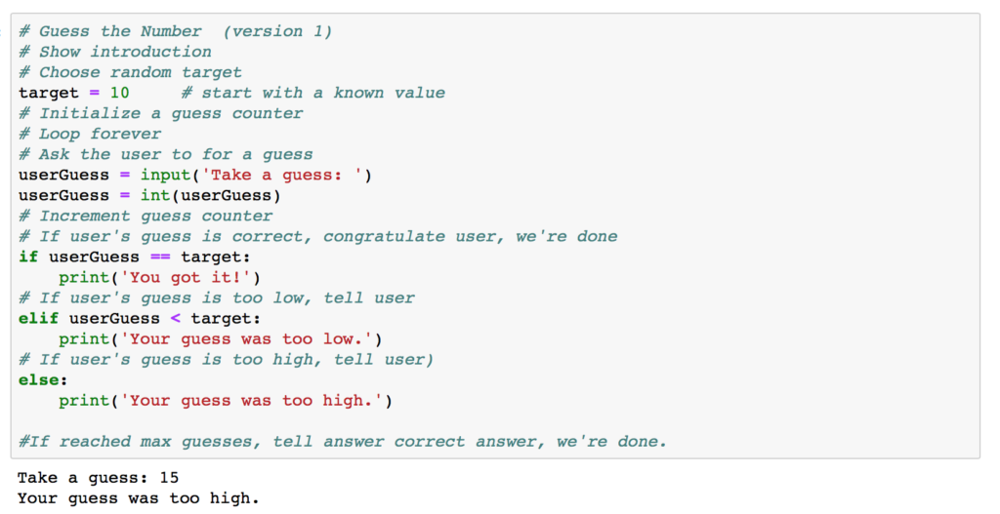 # Guess the Number  (version 1)
# Show introduction
# Choose random target
target = 10     # start with a known value
# Initialize a guess counter
# Loop forever
# Ask the user to for a guess
userGuess = input('Take a guess: ')
userGuess = int(userGuess)
# Increment guess counter
# If user's guess is correct, congratulate user, we're done
if userGuess == target:
    print('You got it!')
# If user's guess is too low, tell user
elif userGuess < target:
    print('Your guess was too low.')
# If user's guess is too high, tell user)
else:
    print('Your guess was too high.')

#If reached max guesses, tell answer correct answer, we're done.
Take a guess: 15
Your guess was too high.